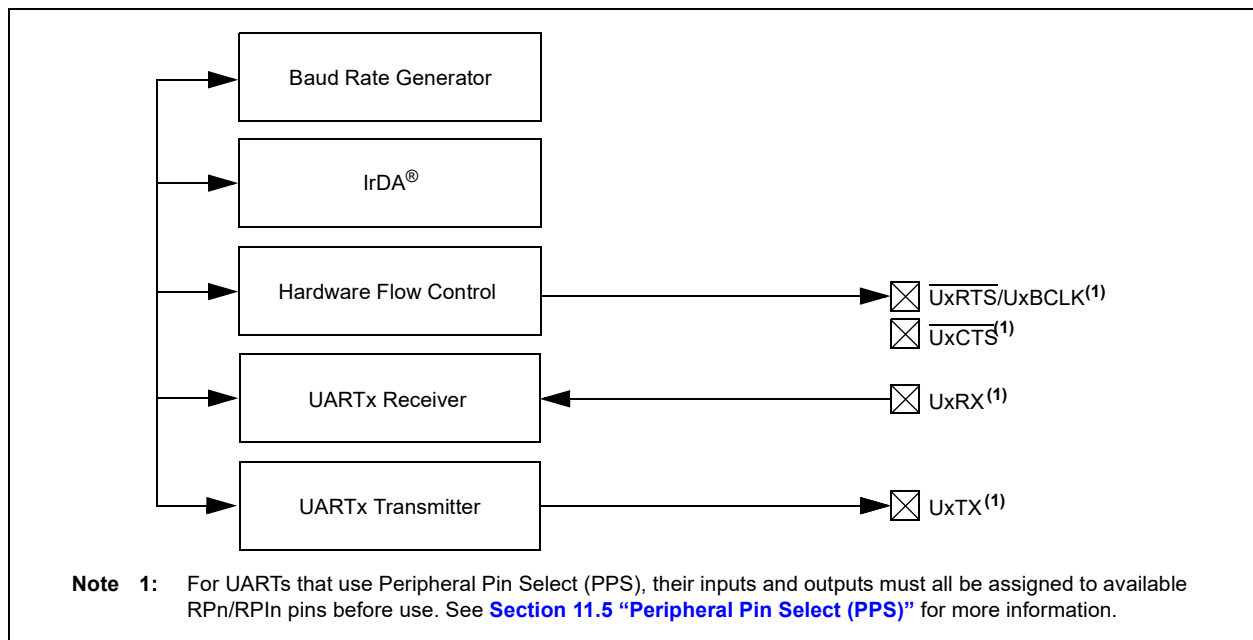 Baud Rate Generator
IrDA®
Hardware Flow Control
UxRTS/UxBCLK(1)
UxCTS(1)
UARTx Receiver
UxRX(1)
UARTx Transmitter
UxTX(1)
Note 1: For UARTs that use Peripheral Pin Select (PPS), their inputs and outputs must all be assigned to available
RPn/RPIn pins before use. See Section 11.5 “Peripheral Pin Select (PPS)” for more information.